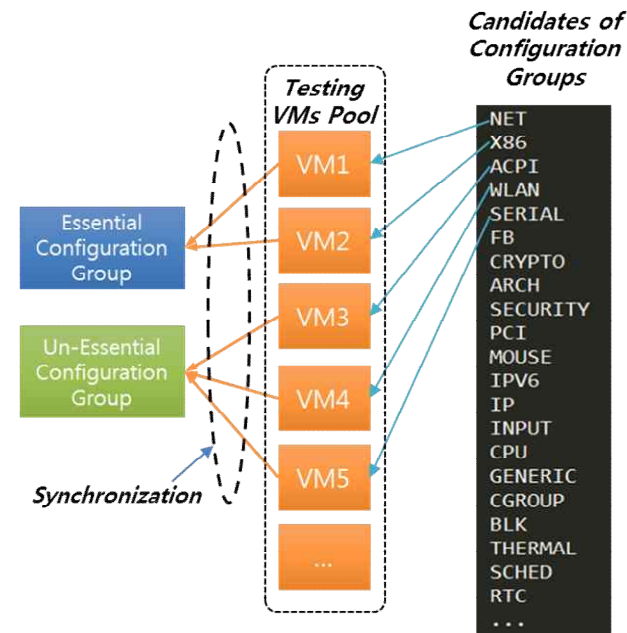 Candidates of
Configuration
Groups
Testing
VMs Pool
VM1
VM2
VM3
VM4
VM5
...
Essential
Configuration
Group
Un-Essential
Configuration
Group
Synchronization
NET
X86
ACPI
WLAN
SERIAL
FB
CRYPTO
ARCH
SECURITY
PCI
MOUSE
IPV6
IP
INPUT
CPU
GENERIC
CGROUP
BLK
THERMAL
SCHED
RTC
...